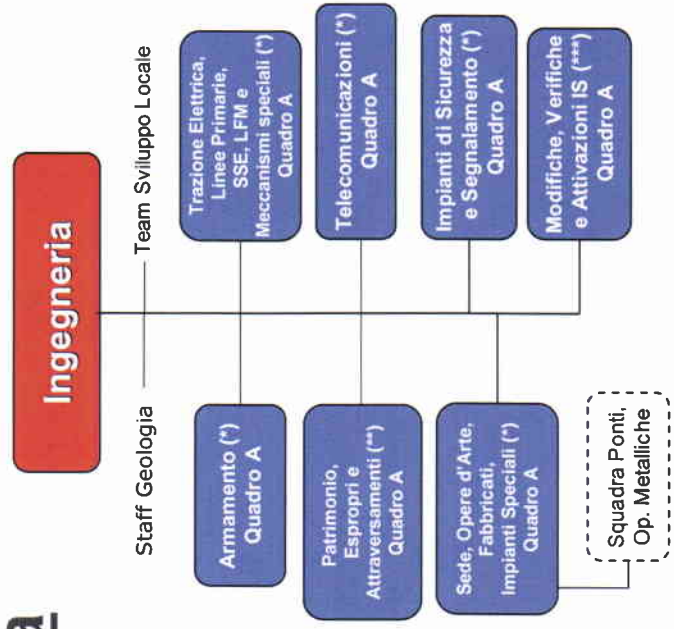 a
Ingegneria
Staff Geologia
Team Sviluppo Locale
Armamento (*)
Quadro A
Trazione Elettrica,
Linee Primarie,
SSE, LFM e
Meccanismi speciali (*)
Quadro A
Patrimonio,
Espropri e
Attraversamenti (**)
Quadro A
Telecomunicazioni (*)
Quadro A
Sede, Opere d'Arte,
Fabbricati,
Impianti Speciali (*)
Quadro A
Impianti di Sicurezza
e Segnalamento (*)
Quadro A
Modifiche, Verifiche
e Attivazioni IS (***)
Quadro A
Squadra Ponti,
Op. Metalliche